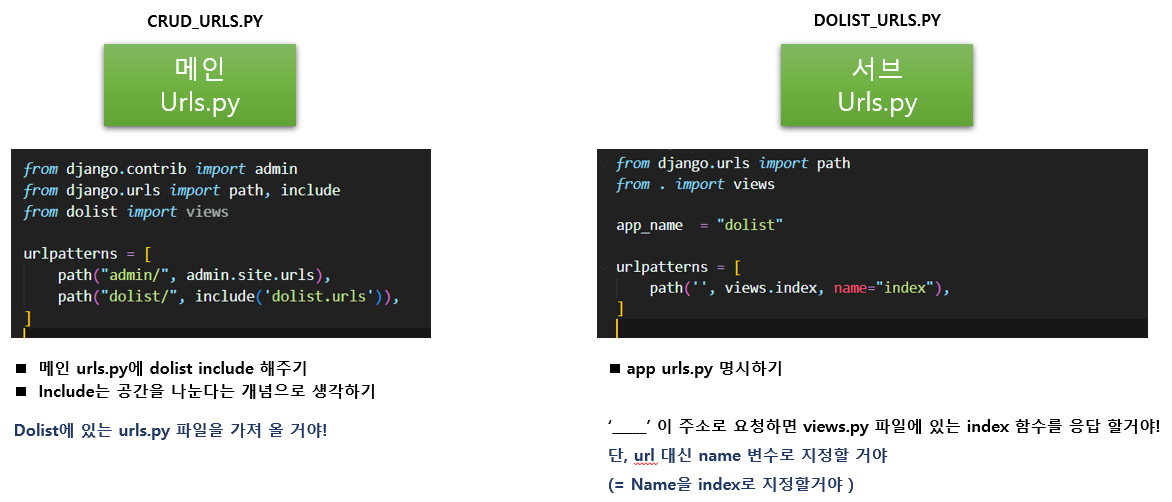 CRUD_URLS.PY
메인
Urls.py
from django.contrib import admin
from django.urls import path, include
from dolist import views
urlpatterns = [
path("admin/", admin.site.urls),
path("dolist/", include('dolist.urls')),
]
■ 메인 urls.py에 dolist include 해주기
■ Include는 공간을 나눈다는 개념으로 생각하기
Dolist에 있는 urls.py 파일을 가져 올 거야!
DOLIST_URLS.PY
서브
Urls.py
from django.urls import path
from . import views
app_name = "dolist"
urlpatterns = [
path('', views.index, name="index"),
]
■ app urls.py 명시하기
‘_____’ 이 주소로 요청하면 views.py 파일에 있는 index 함수를 응답 할거야!
단, url 대신 name 변수로 지정할 거야
(= Name을 index로 지정할거야 )